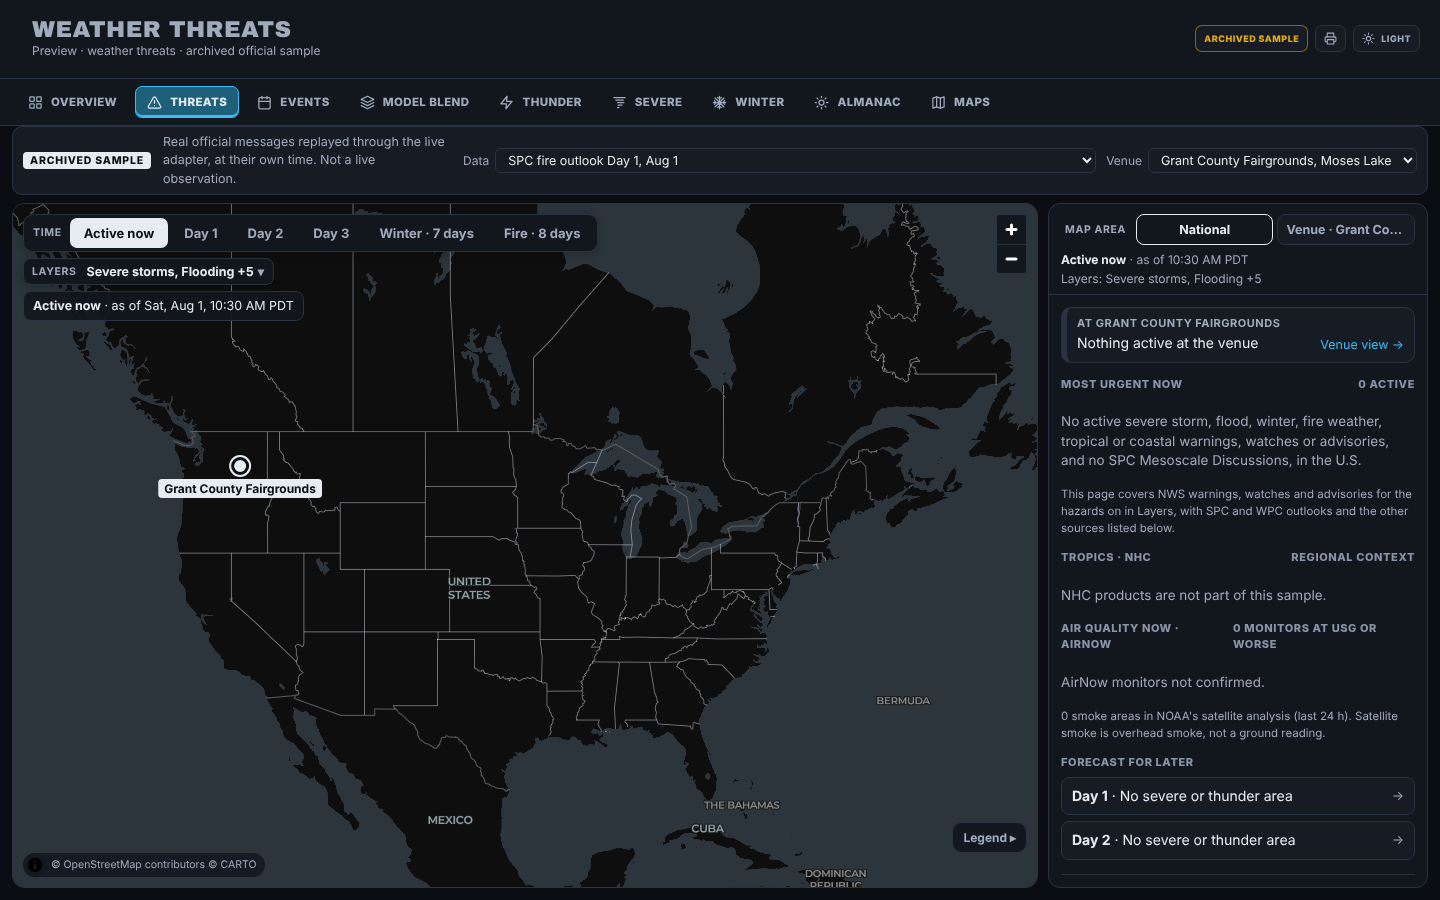 WEATHER THREATS
Preview · weather threats · archived official sample
ARCHIVED SAMPLE
LIGHT
OVERVIEW
THREATS
EVENTS
MODEL BLEND
THUNDER
SEVERE
WINTER
ALMANAC
MAPS
ARCHIVED SAMPLE
Real official messages replayed through the live
adapter, at their own time. Not a live
observation.
Data
SPC fire outlook Day 1, Aug 1
Venue
Grant County Fairgrounds, Moses Lake
TIME
Active now
Day 1
Day 2
Day 3
Winter · 7 days
Fire · 8 days
LAYERS
Severe storms, Flooding +5 ▾
Active now · as of Sat, Aug 1, 10:30 AM PDT
+
−
Grant County Fairgrounds
UNITED
STATES
BERMUDA
THE BAHAMAS
MEXICO
CUBA
DOMINICAN
REPUBLIC
Legend ▸
© OpenStreetMap contributors © CARTO
MAP AREA
National
Venue · Grant Co...
Active now · as of 10:30 AM PDT
Layers: Severe storms, Flooding +5
AT GRANT COUNTY FAIRGROUNDS
Nothing active at the venue
Venue view →
MOST URGENT NOW
0 ACTIVE
No active severe storm, flood, winter, fire weather,
tropical or coastal warnings, watches or advisories,
and no SPC Mesoscale Discussions, in the U.S.
This page covers NWS warnings, watches and advisories for the
hazards on in Layers, with SPC and WPC outlooks and the other
sources listed below.
TROPICS · NHC
REGIONAL CONTEXT
NHC products are not part of this sample.
AIR QUALITY NOW ·
AIRNOW
0 MONITORS AT USG OR
WORSE
AirNow monitors not confirmed.
0 smoke areas in NOAA's satellite analysis (last 24 h). Satellite
smoke is overhead smoke, not a ground reading.
FORECAST FOR LATER
Day 1 · No severe or thunder area →
Day 2 · No severe or thunder area →